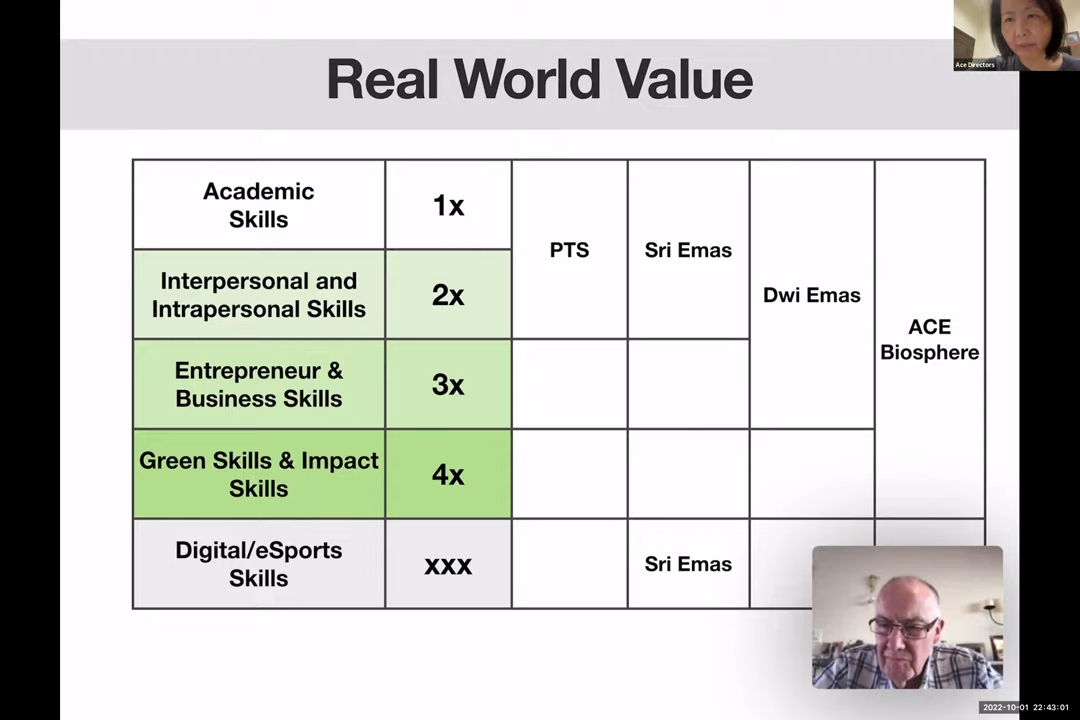 Real World Value
Ace Directors
Academic
Skills
1x
PTS
Sri Emas
Dwi Emas
ACE
Biosphere
Interpersonal and
Intrapersonal Skills
2x
Entrepreneur &
Business Skills
3x
Green Skills & Impact
Skills
4x
Digital/eSports
Skills
xxx
Sri Emas
2022-10-01 22:43:01